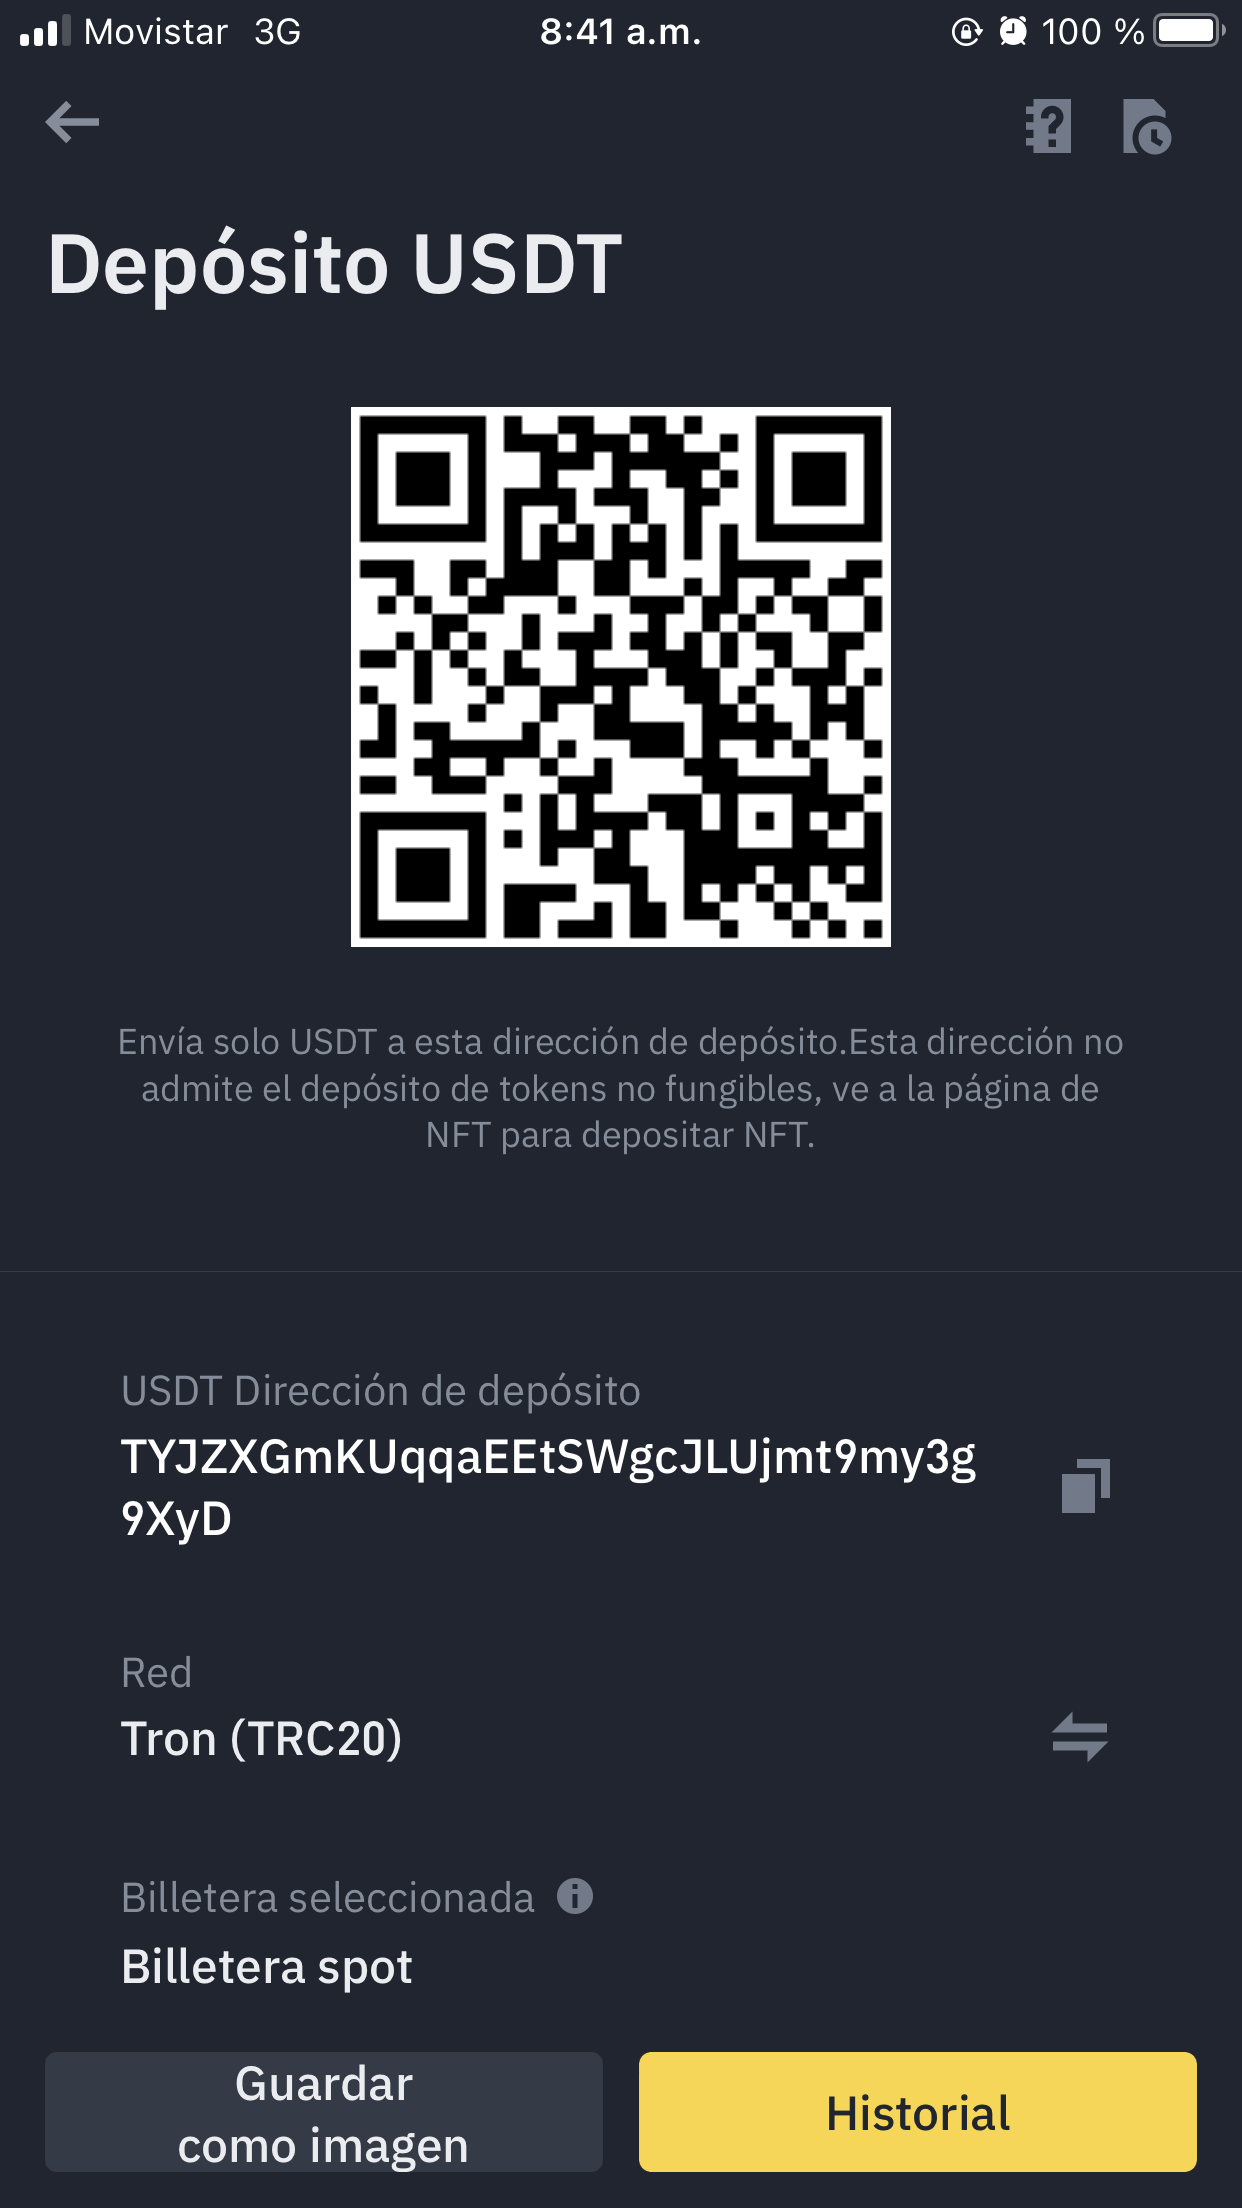 Movistar 3G 8:41 a.m. 100 %
Depósito USDT
Envía solo USDT a esta dirección de depósito.Esta dirección no
admite el depósito de tokens no fungibles, ve a la página de
NFT para depositar NFT.
USDT Dirección de depósito
TYJZXGmKUqqaEEtSWgcJLUjmt9my3g
9XyD
Red
Tron (TRC20)
Billetera seleccionada
Billetera spot
Guardar
como imagen
Historial